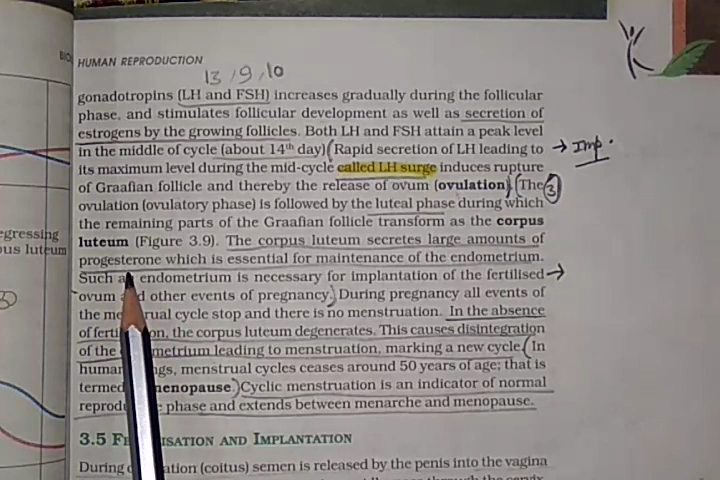 HUMAN REPRODUCTION
13, 9, 10
gonadotropins (LH and FSH) increases gradually during the follicular
phase, and stimulates follicular development as well as secretion of
estrogens by the growing follicles. Both LH and FSH attain a peak level
in the middle of cycle (about 14th day) (Rapid secretion of LH leading to → Imp.
its maximum level during the mid-cycle called LH surge induces rupture
of Graafian follicle and thereby the release of ovum (ovulation). (The
ovulation (ovulatory phase) is followed by the luteal phase during which 3
the remaining parts of the Graafian follicle transform as the corpus
luteum (Figure 3.9). The corpus luteum secretes large amounts of
progesterone which is essential for maintenance of the endometrium.
Such an endometrium is necessary for implantation of the fertilised →
ovum and other events of pregnancy.) During pregnancy all events of
the menstrual cycle stop and there is no menstruation. In the absence
of fertilisation, the corpus luteum degenerates. This causes disintegration
of the endometrium leading to menstruation, marking a new cycle. (In
human beings, menstrual cycles ceases around 50 years of age; that is
termed menopause.) Cyclic menstruation is an indicator of normal
reproductive phase and extends between menarche and menopause.
3.5 FERTILISATION AND IMPLANTATION
During (coitus) semen is released by the penis into the vagina
egressing
us luteum